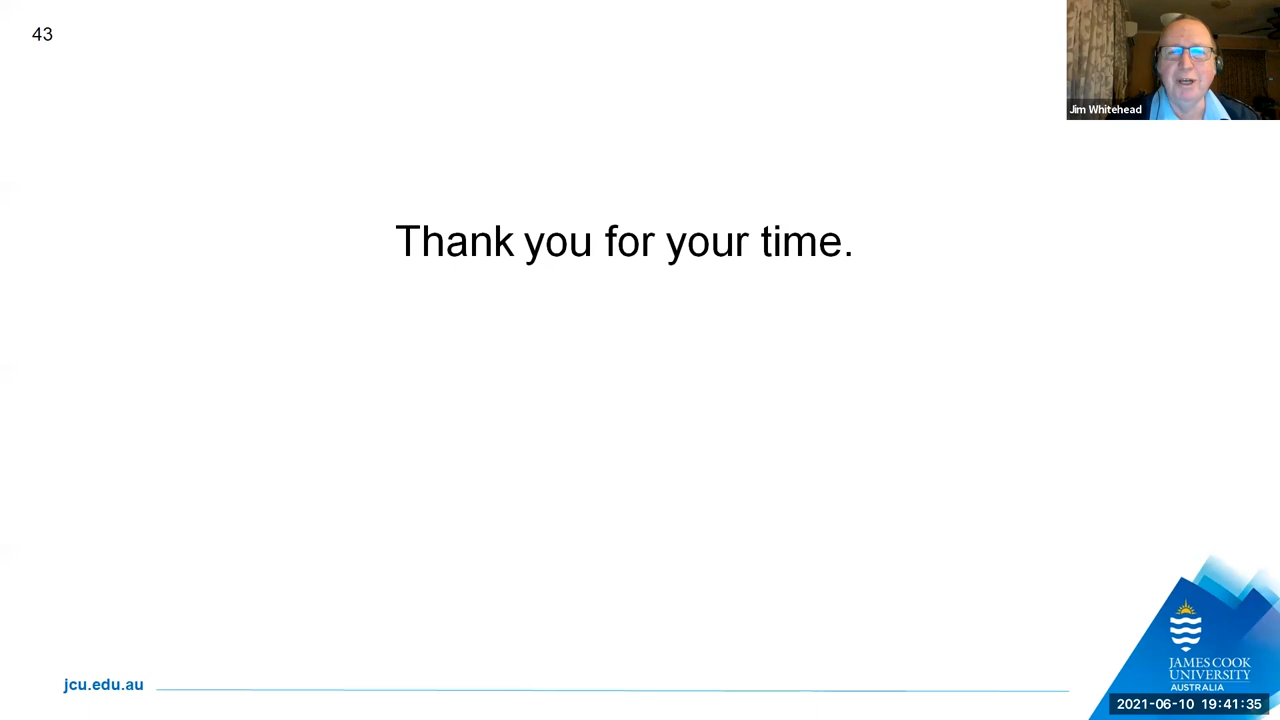 43
Jim Whitehead
Thank you for your time.
JAMES COOK
UNIVERSITY
AUSTRALIA
jcu.edu.au
2021-06-10 19:41:35